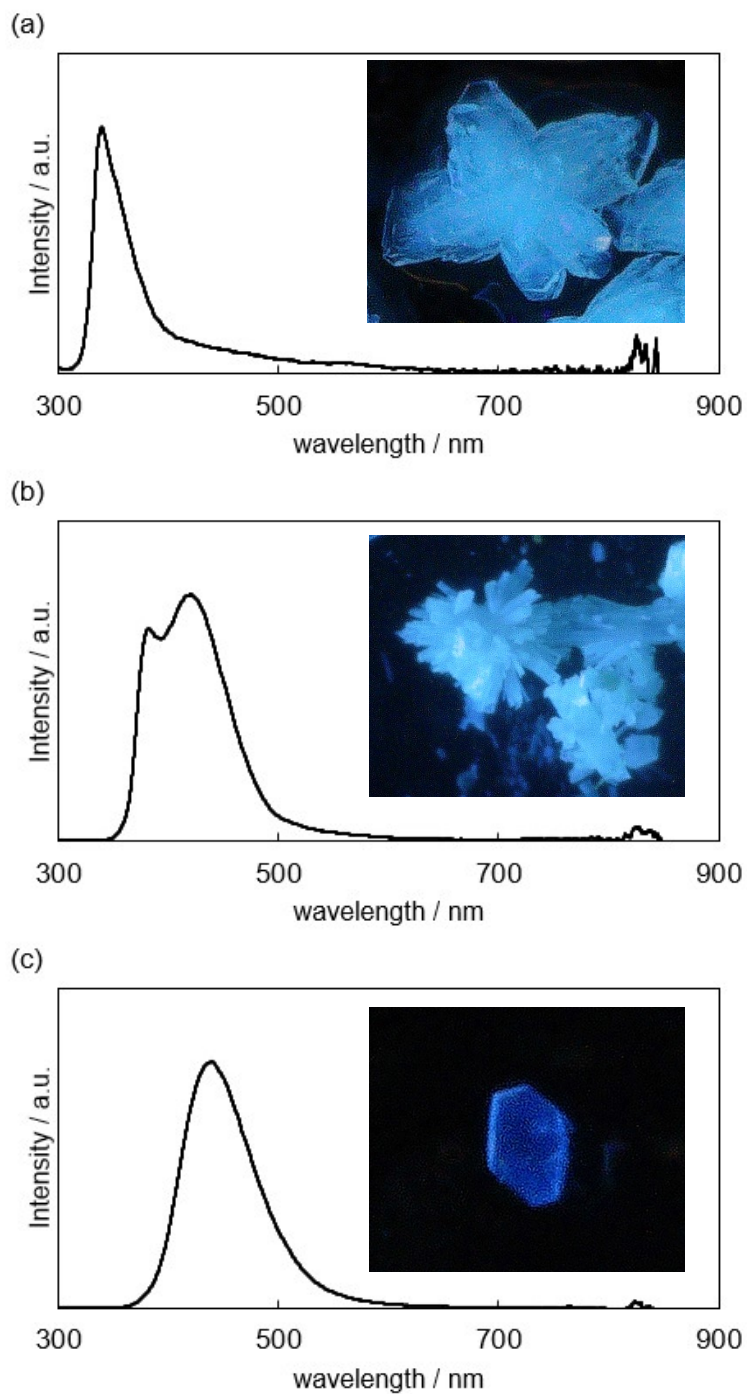 (a)
Intensity / a.u.
300 500 700 900
wavelength / nm
(b)
Intensity / a.u.
300 500 700 900
wavelength / nm
(c)
Intensity / a.u.
300 500 700 900
wavelength / nm